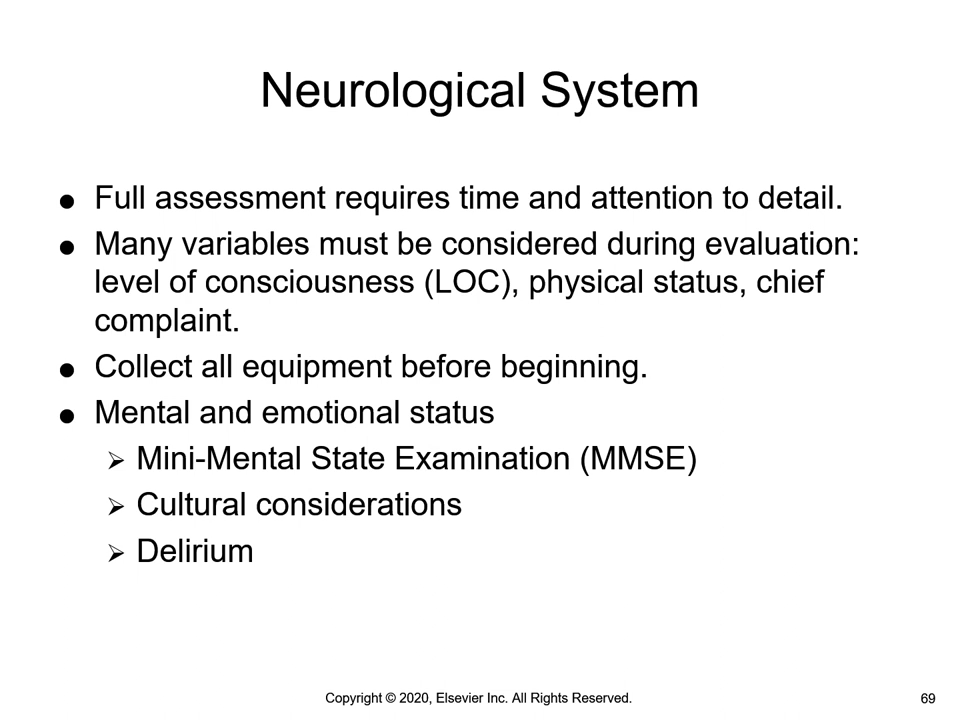 Neurological System
● Full assessment requires time and attention to detail.
● Many variables must be considered during evaluation:
level of consciousness (LOC), physical status, chief
complaint.
● Collect all equipment before beginning.
● Mental and emotional status
➢ Mini-Mental State Examination (MMSE)
➢ Cultural considerations
➢ Delirium
Copyright © 2020, Elsevier Inc. All Rights Reserved.
69